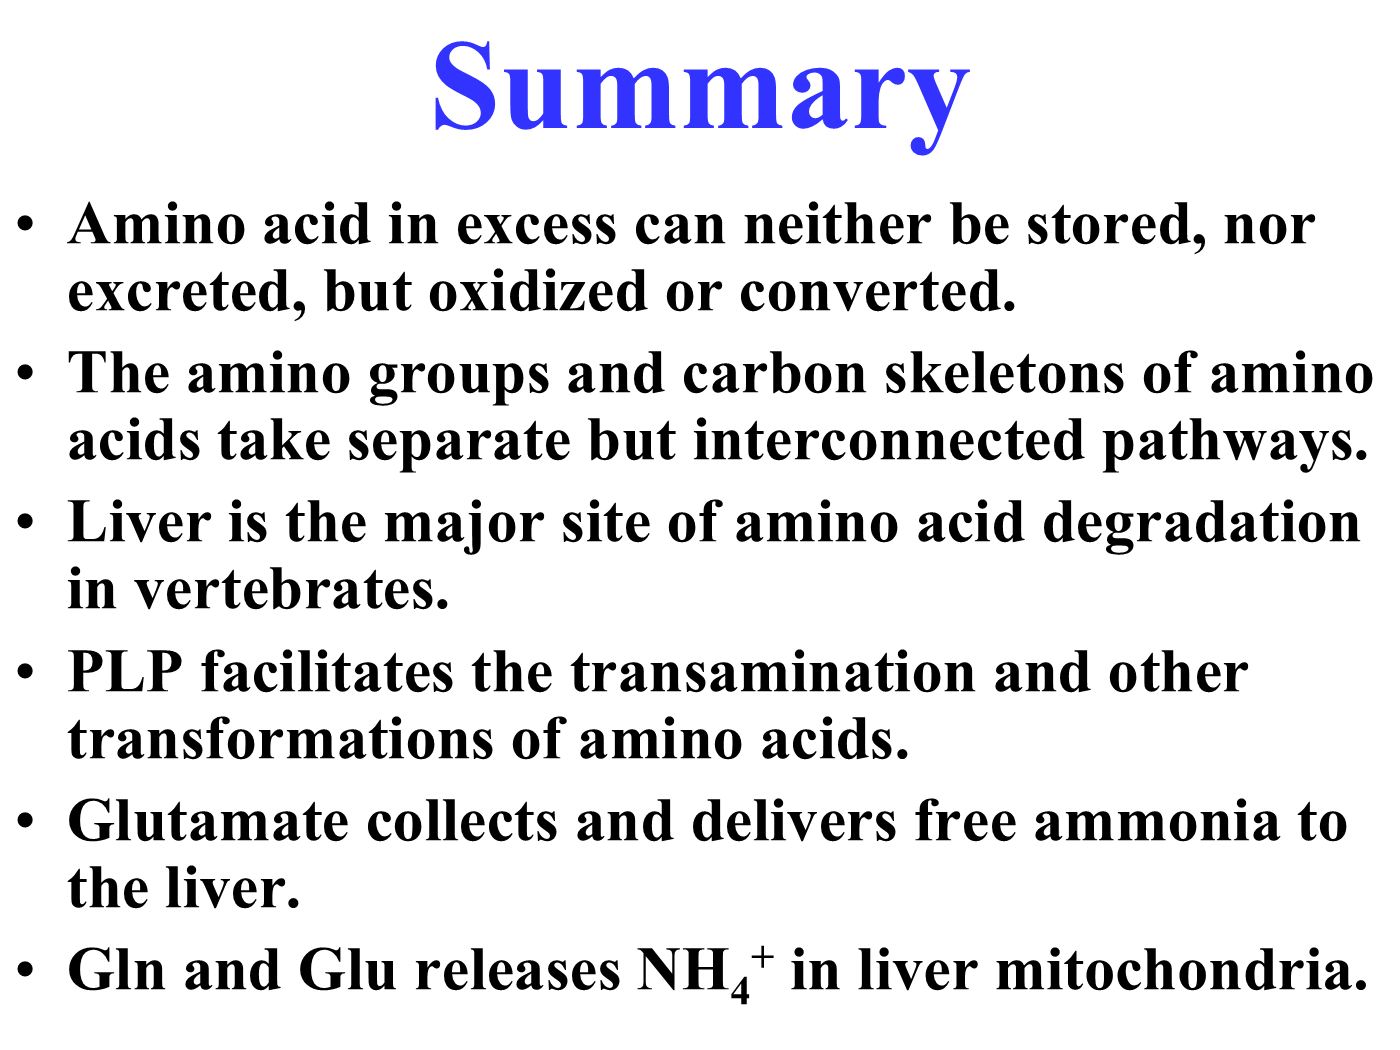 Summary
• Amino acid in excess can neither be stored, nor
excreted, but oxidized or converted.
• The amino groups and carbon skeletons of amino
acids take separate but interconnected pathways.
• Liver is the major site of amino acid degradation
in vertebrates.
• PLP facilitates the transamination and other
transformations of amino acids.
• Glutamate collects and delivers free ammonia to
the liver.
• Gln and Glu releases NH₄⁺ in liver mitochondria.